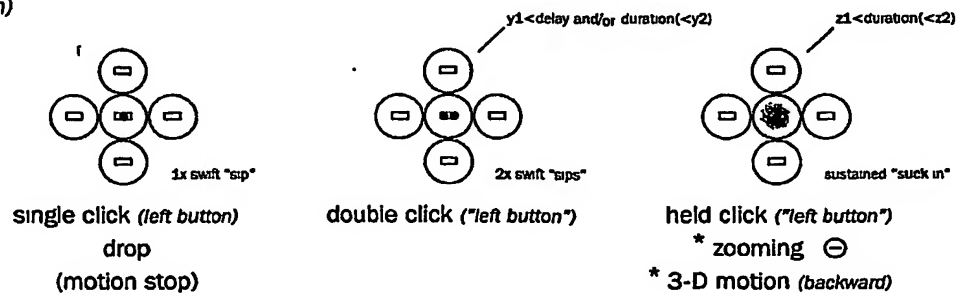 y1<delay and/or duration(<y2)
z1<duration(<z2)
1x swift "sip"
2x swift "sips"
sustained "suck in"
single click (left button)
drop
(motion stop)
double click ("left button")
held click ("left button")
* zooming ⊖
* 3-D motion (backward)